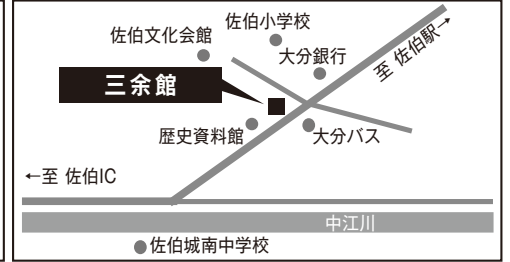 佐伯小学校
佐伯文化会館
大分銀行
至 佐伯駅→
三余館
歴史資料館
大分バス
←至 佐伯IC
中江川
佐伯城南中学校